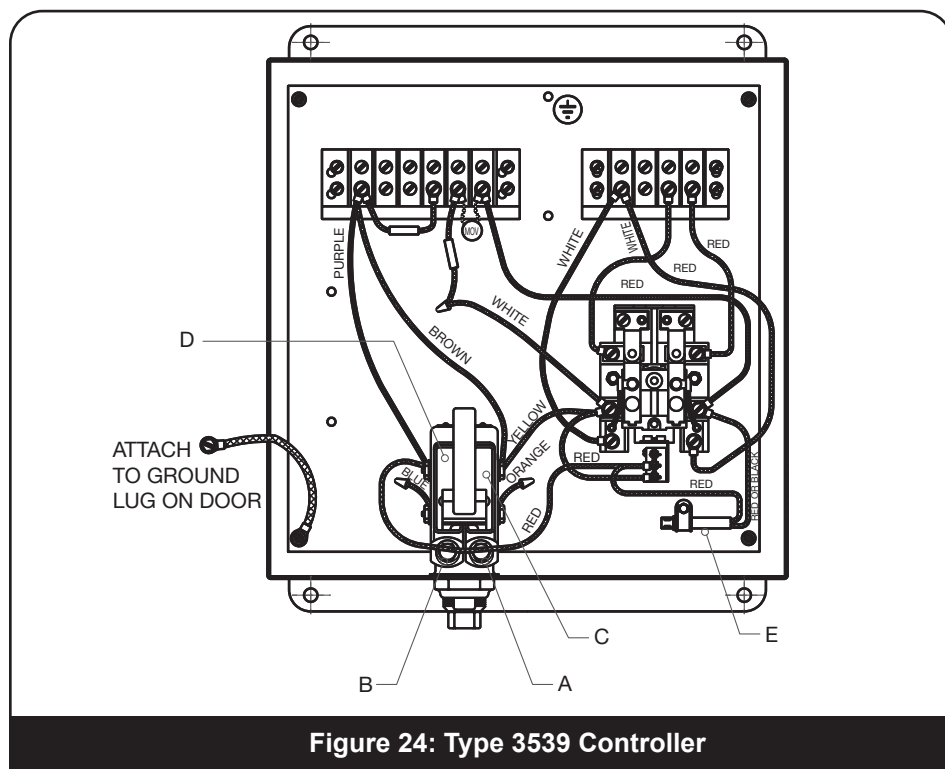 MOV
PURPLE
WHITE
WHITE
RED
RED
RED
WHITE
BROWN
D
YELLOW
ORANGE
BLUE
RED
RED
RED
RED OR BLACK
ATTACH
TO GROUND
LUG ON DOOR
C
E
B
A
Figure 24: Type 3539 Controller